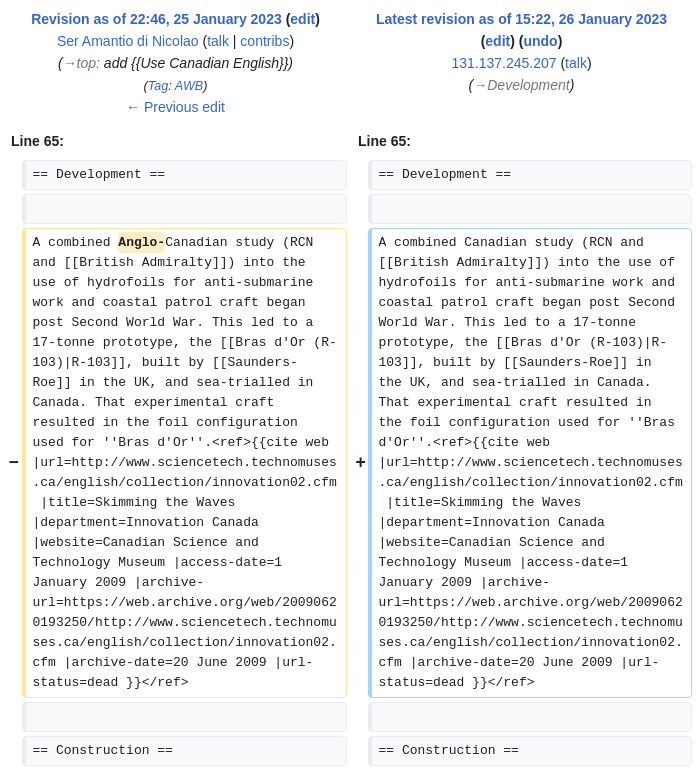 Revision as of 22:46, 25 January 2023 (edit)
Ser Amantio di Nicolao (talk | contribs)
(→top: add {{Use Canadian English}})
(Tag: AWB)
← Previous edit
Latest revision as of 15:22, 26 January 2023
(edit) (undo)
131.137.245.207 (talk)
(→Development)
Line 65:
Line 65:
== Development ==
== Development ==
−
A combined Anglo-Canadian study (RCN
and [[British Admiralty]]) into the
use of hydrofoils for anti-submarine
work and coastal patrol craft began
post Second World War. This led to a
17-tonne prototype, the [[Bras d'Or (R-
103)|R-103]], built by [[Saunders-
Roe]] in the UK, and sea-trialled in
Canada. That experimental craft
resulted in the foil configuration
used for ''Bras d'Or''.<ref>{{cite web
|url=http://www.sciencetech.technomuses
.ca/english/collection/innovation02.cfm
|title=Skimming the Waves
|department=Innovation Canada
|website=Canadian Science and
Technology Museum |access-date=1
January 2009 |archive-
url=https://web.archive.org/web/2009062
0193250/http://www.sciencetech.technomu
ses.ca/english/collection/innovation02.
cfm |archive-date=20 June 2009 |url-
status=dead }}</ref>
+
A combined Canadian study (RCN and
[[British Admiralty]]) into the use of
hydrofoils for anti-submarine work and
coastal patrol craft began post Second
World War. This led to a 17-tonne
prototype, the [[Bras d'Or (R-103)|R-
103]], built by [[Saunders-Roe]] in
the UK, and sea-trialled in Canada.
That experimental craft resulted in
the foil configuration used for ''Bras
d'Or''.<ref>{{cite web
|url=http://www.sciencetech.technomuses
.ca/english/collection/innovation02.cfm
|title=Skimming the Waves
|department=Innovation Canada
|website=Canadian Science and
Technology Museum |access-date=1
January 2009 |archive-
url=https://web.archive.org/web/2009062
0193250/http://www.sciencetech.technomu
ses.ca/english/collection/innovation02.
cfm |archive-date=20 June 2009 |url-
status=dead }}</ref>
== Construction ==
== Construction ==